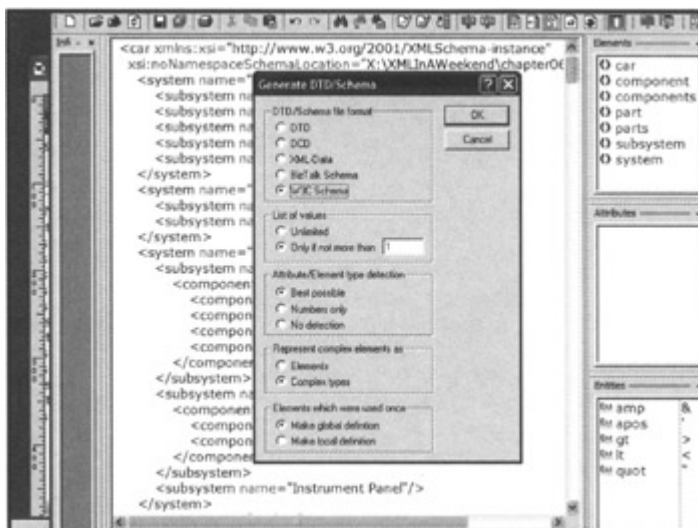 <car xmlns:xsi="http://www.w3.org/2001/XMLSchema-instance"
xsi:noNamespaceSchemaLocation="X:\XMLInAWeekend\chapter06
<system name="
<subsystem na
<subsystem na
<subsystem na
<subsystem na
</system>
<system name="
<subsystem na
<subsystem na
</system>
<system name="
<subsystem na
<componen
<compon
<compon
<compon
<compon
</componer
</subsystem>
<subsystem na
<componen
<compon
<compon
</componer
</subsystem>
<subsystem name="Instrument Panel"/>
</system>
Generate DTD/Schema
DTD/Schema file format
DTD
DCD
XML-Data
BizTalk Schema
W3C Schema
List of values
Unlimited
Only if not more than 1
Attribute/Element type detection
Best possible
Numbers only
No detection
Represent complex elements as
Elements
Complex types
Elements which were used once
Make global definition
Make local definition
OK
Cancel
Elements
() car
() component
() components
() part
() parts
() subsystem
() system
Attributes
Entities
amp &
apos '
gt >
lt <
quot "